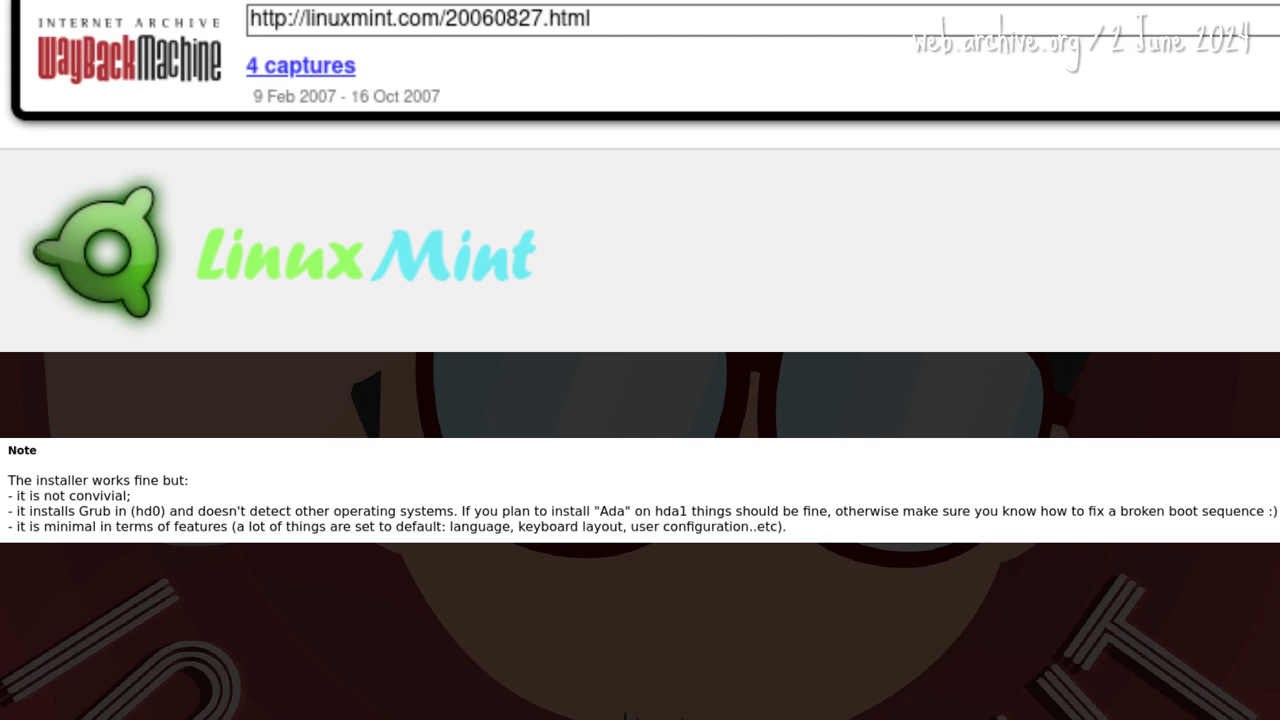 INTERNET ARCHIVE
WayBackMachine
http://linuxmint.com/20060827.html
web.archive.org / 2 June 2024
4 captures
9 Feb 2007 - 16 Oct 2007
Linux Mint
Note
The installer works fine but:
- it is not convivial;
- it installs Grub in (hd0) and doesn't detect other operating systems. If you plan to install "Ada" on hda1 things should be fine, otherwise make sure you know how to fix a broken boot sequence :)
- it is minimal in terms of features (a lot of things are set to default: language, keyboard layout, user configuration..etc).